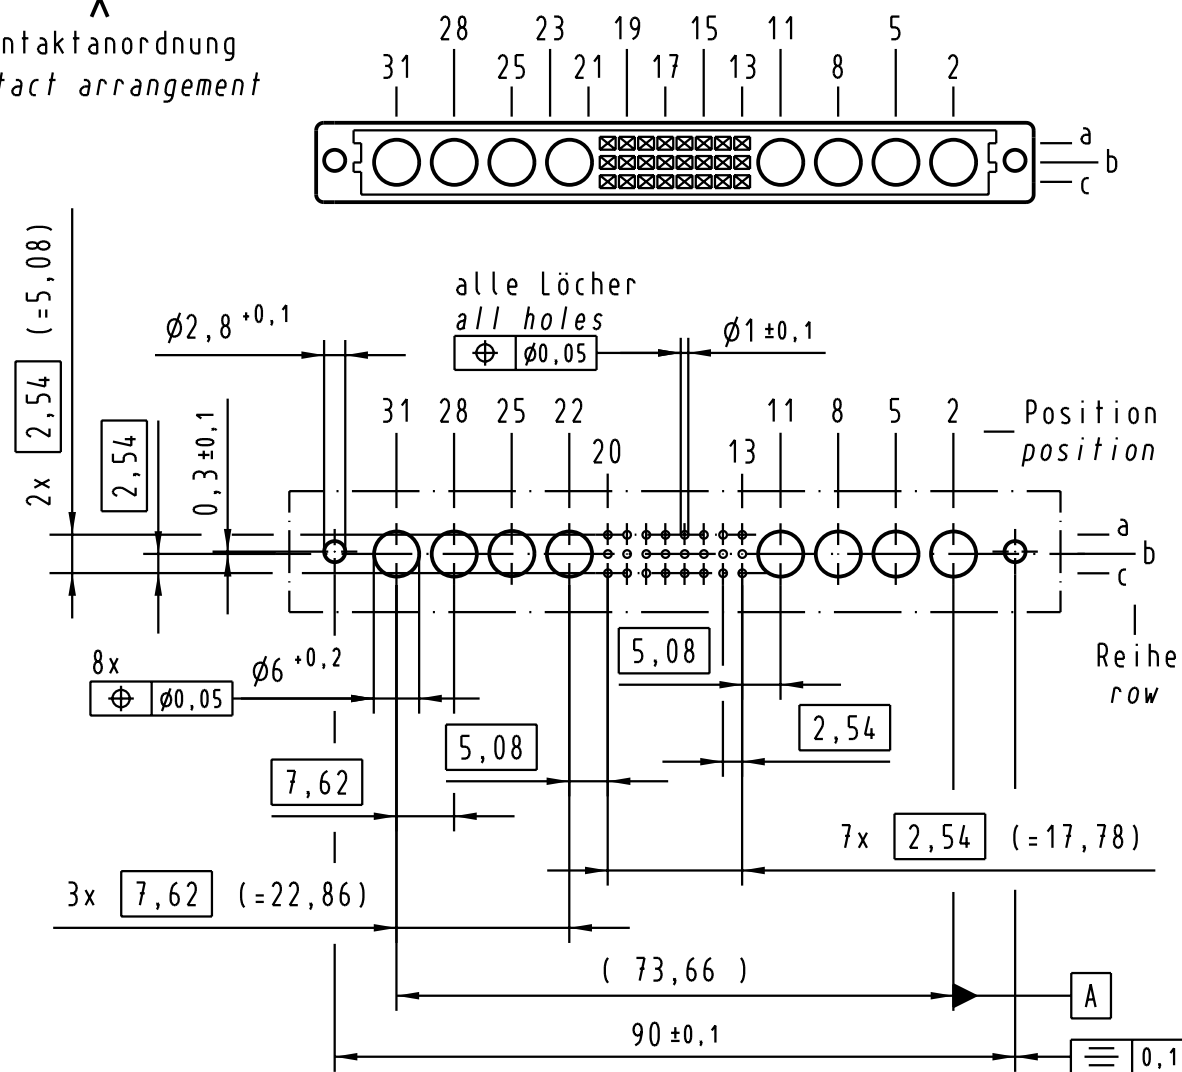 ntaktanordnung
tact arrangement
28 23 19 15 11 5
31 25 21 17 13 8 2
a
b
c
alle Löcher
all holes
⌖ ø0,05
ø1 ±0,1
ø2,8 +0,1
2x 2,54 (=5,08)
2,54
0,3 ±0,1
31 28 25 22 11 8 5 2
20 13
Position
position
a
b
c
Reihe
row
8x
⌖ ø0,05
ø6 +0,2
5,08
2,54
5,08
7,62
7x 2,54 (=17,78)
3x 7,62 (=22,86)
( 73,66 )
A
90 ±0,1
⌯ 0,1